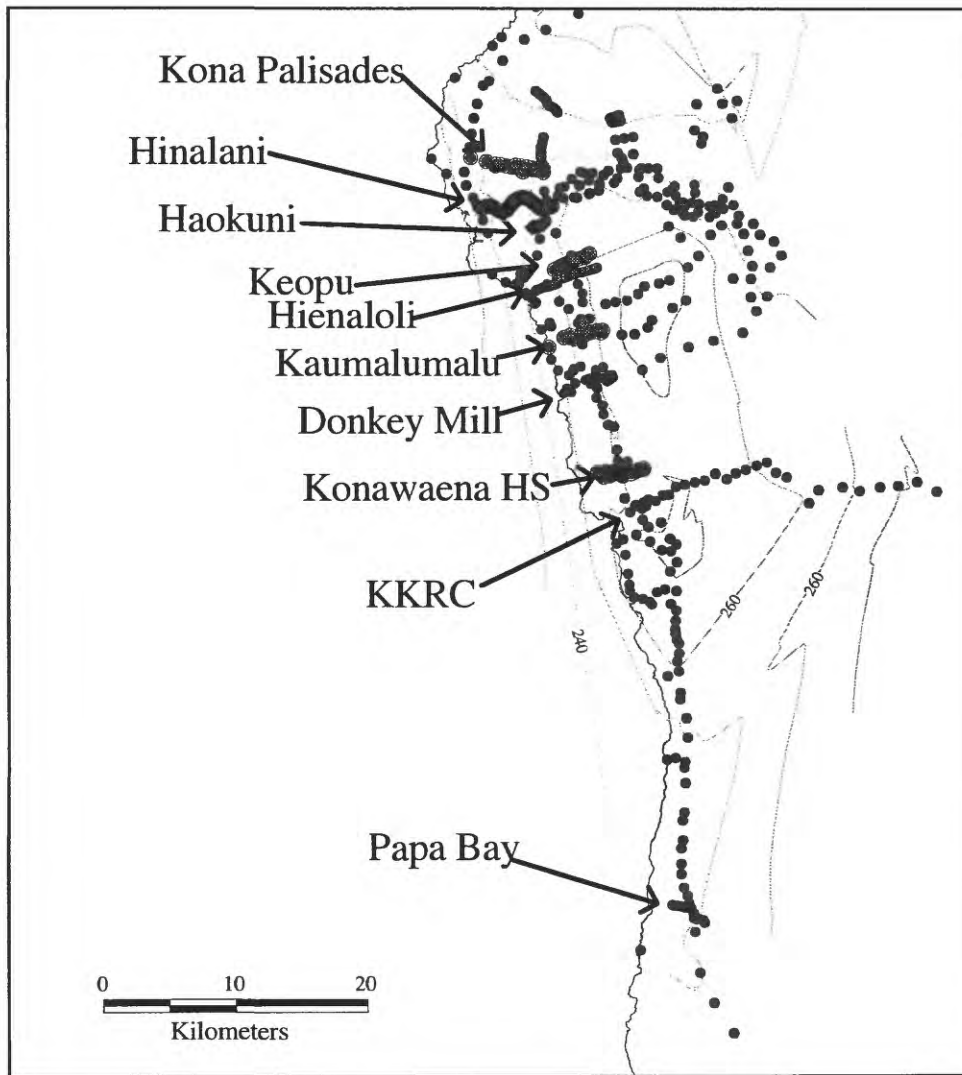 Kona Palisades
Hinalani
Haokuni
Keopu
Hienaloli
Kaumalumalu
Donkey Mill
Konawaena HS
KKRC
260
260
240
Papa Bay
0 10 20
Kilometers